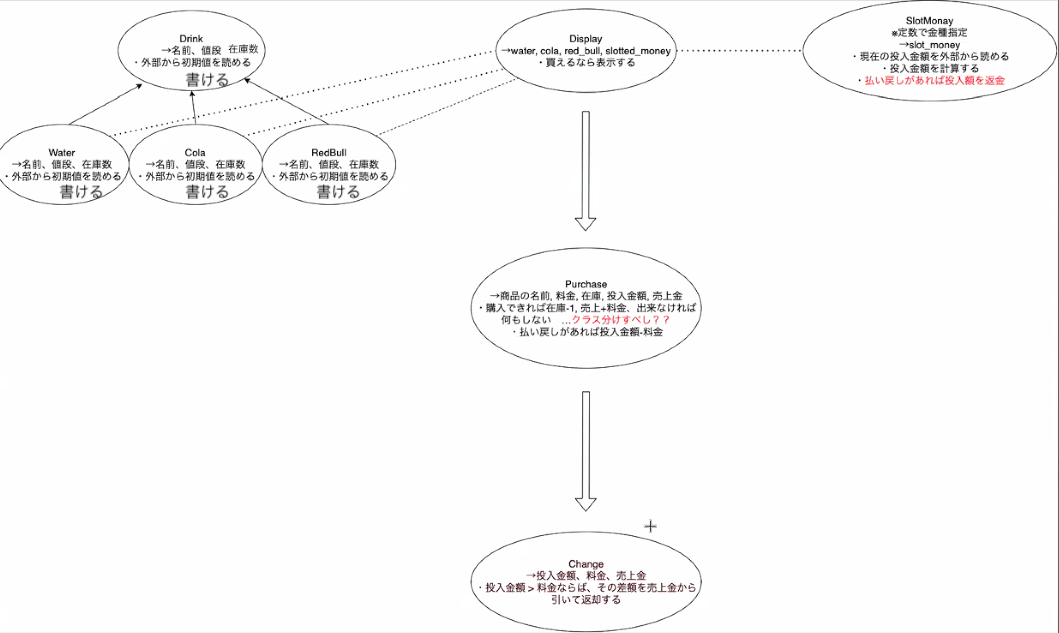 Drink
→名前、値段 在庫数
・外部から初期値を読める
書ける
Display
→water, cola, red_bull, slotted_money
・買えるなら表示する
SlotMonay
※定数で金種指定
→slot_money
・現在の投入金額を外部から読める
・投入金額を計算する
・払い戻しがあれば投入額を返金
Water
→名前、値段、在庫数
・外部から初期値を読める
書ける
Cola
→名前、値段、在庫数
・外部から初期値を読める
書ける
RedBull
→名前、値段、在庫数
・外部から初期値を読める
書ける
Purchase
→商品の名前, 料金, 在庫, 投入金額, 売上金
・購入できれば在庫-1, 売上+料金、出来なければ
何もしない ...クラス分けすべし？？
・払い戻しがあれば投入金額-料金
Change
→投入金額、料金、売上金
・投入金額 > 料金ならば、その差額を売上金から
引いて返却する